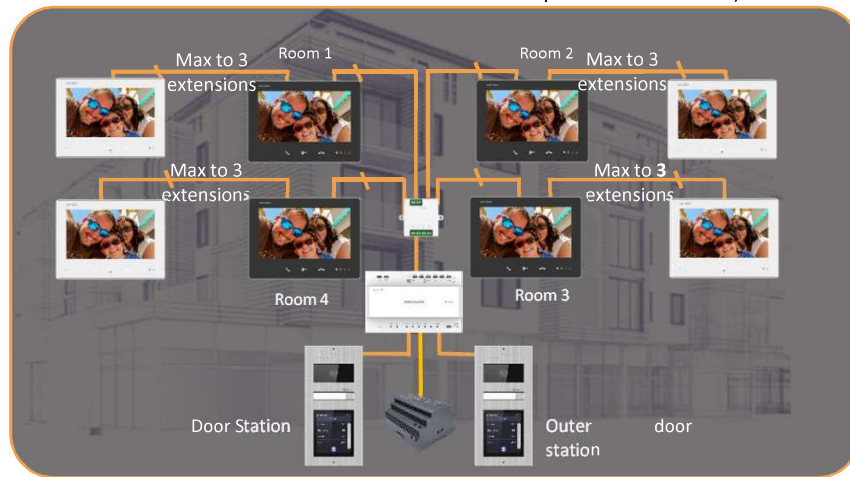 Max to 3
extensions
Room 1
Room 2
Max to 3
extensions
Max to 3
extensions
Max to 3
extensions
Room 4
Room 3
Door Station
Outer door
station